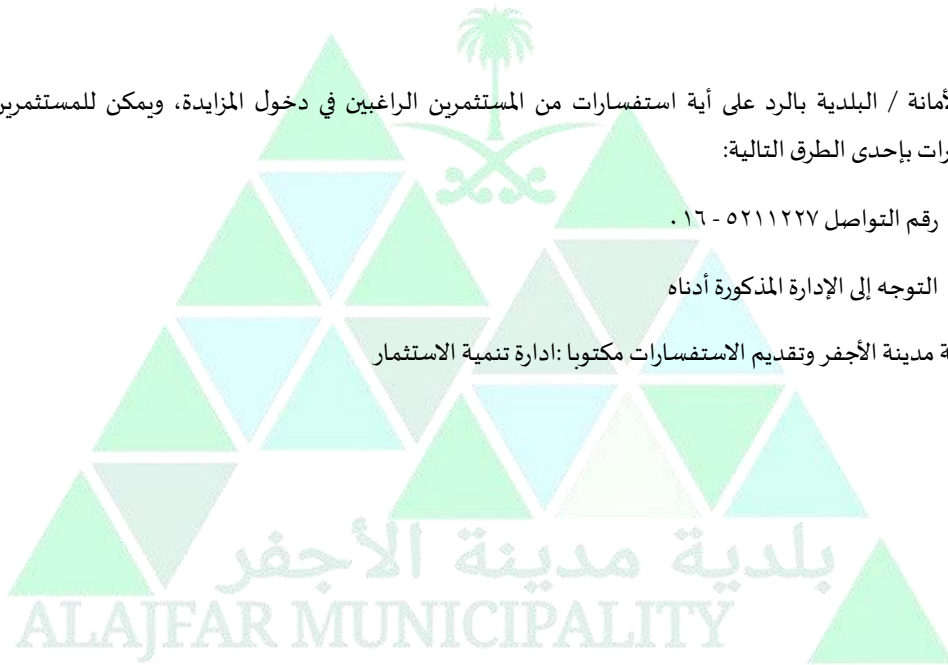 الأمانة / البلدية بالرد على أية استفسارات من المستثمرين الراغبين في دخول المزايدة، ويمكن للمستثمرين
بإحدى الطرق التالية:
رقم التواصل ٥٢١١٢٢٧ - ٠١٦
التوجه إلى الإدارة المذكورة أدناه
مدينة الأجفر وتقديم الاستفسارات مكتوبا :ادارة تنمية الاستثمار
بلدية مدينة الأجفر
ALAJFAR MUNICIPALITY